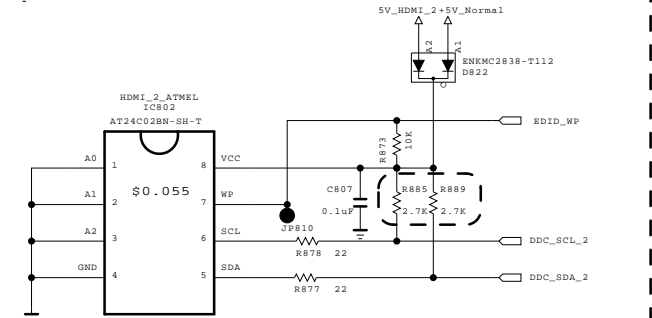 5V_HDMI_2 +5V_Normal
A2
A1
ENKMC2838-T112
D822
HDMI_2_ATMEL
IC802
AT24C02BN-SH-T
EDID_WP
R873
10K
A0 1 8 VCC
$0.055
C807
0.1uF
R885 R889
2.7K 2.7K
A1 2 7 WP
JP810
A2 3 6 SCL
R878 22
DDC_SCL_2
GND 4 5 SDA
R877 22
DDC_SDA_2